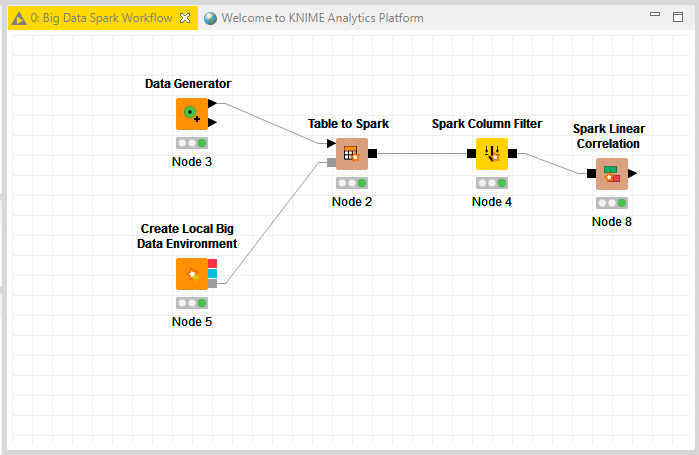 0: Big Data Spark Workflow
Welcome to KNIME Analytics Platform
Data Generator
Node 3
Table to Spark
Node 2
Spark Column Filter
Node 4
Spark Linear
Correlation
Node 8
Create Local Big
Data Environment
Node 5